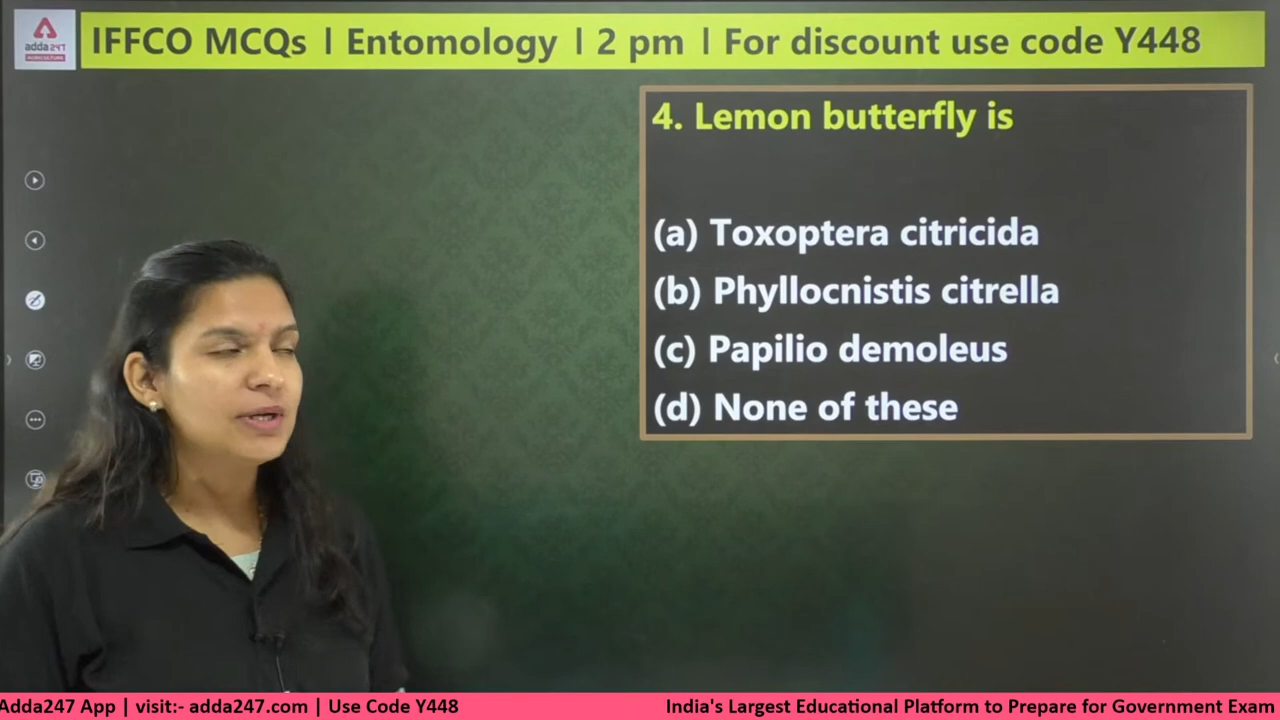 adda247
AGRICULTURE
IFFCO MCQs I Entomology I 2 pm I For discount use code Y448
4. Lemon butterfly is
(a) Toxoptera citricida
(b) Phyllocnistis citrella
(c) Papilio demoleus
(d) None of these
Adda247 App | visit:- adda247.com | Use Code Y448
India's Largest Educational Platform to Prepare for Government Exam